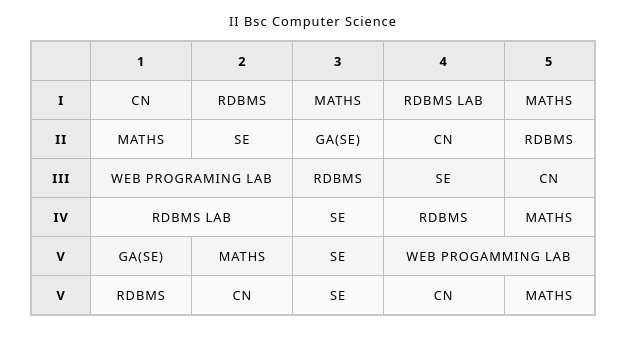 II Bsc Computer Science
1 2 3 4 5
I CN RDBMS MATHS RDBMS LAB MATHS
II MATHS SE GA(SE) CN RDBMS
III WEB PROGRAMING LAB RDBMS SE CN
IV RDBMS LAB SE RDBMS MATHS
V GA(SE) MATHS SE WEB PROGAMMING LAB
V RDBMS CN SE CN MATHS